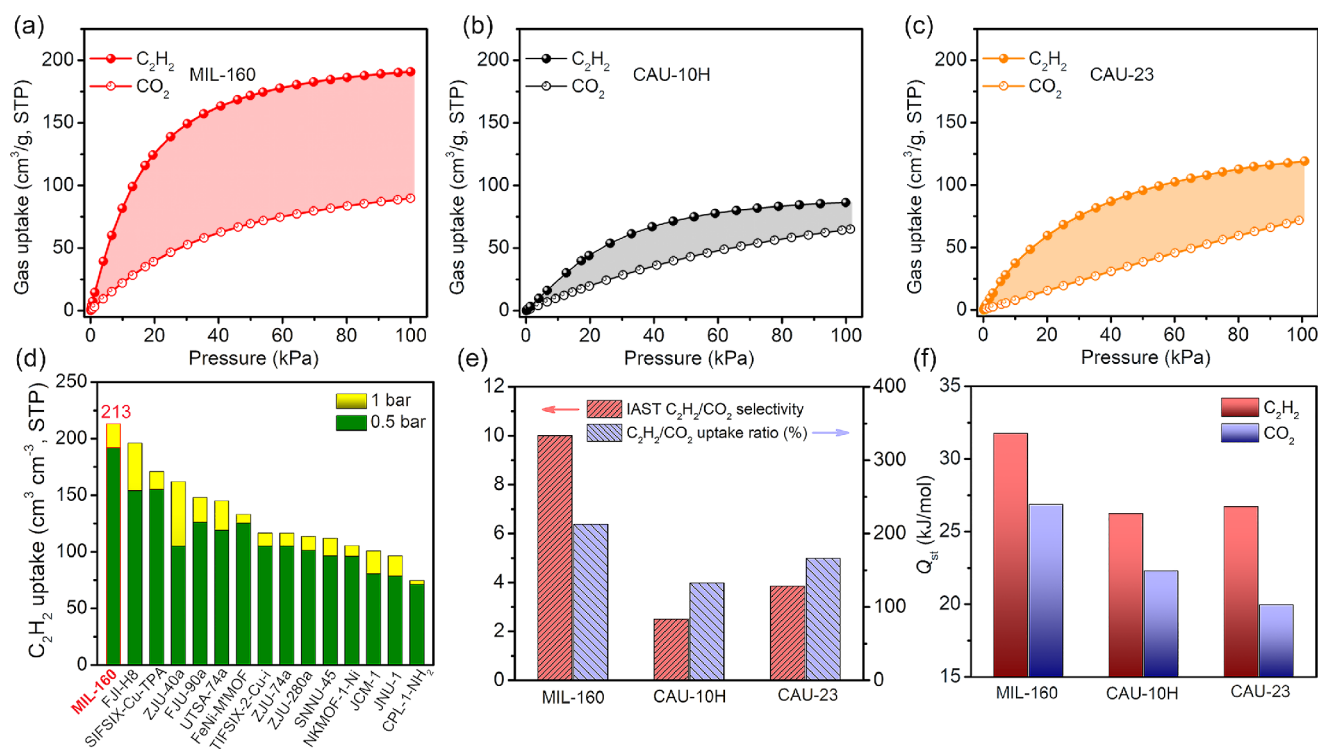 (a)
200
150
100
50
0
Gas uptake (cm³/g, STP)
C₂H₂
CO₂
MIL-160
0 20 40 60 80 100
Pressure (kPa)
(b)
200
150
100
50
0
Gas uptake (cm³/g, STP)
C₂H₂
CO₂
CAU-10H
0 20 40 60 80 100
Pressure (kPa)
(c)
200
150
100
50
0
Gas uptake (cm³/g, STP)
C₂H₂
CO₂
CAU-23
0 20 40 60 80 100
Pressure (kPa)
(d)
250
200
150
100
50
0
C₂H₂ uptake (cm³ cm⁻³, STP)
213
1 bar
0.5 bar
MIL-160
FJI-H8
SIFSIX-Cu-TPA
ZJU-40a
FJU-90a
UTSA-74a
FeNi-M'MOF
TIFSIX-2-Cu-i
ZJU-74a
ZJU-280a
SNNU-45
NKMOF-1-Ni
JCM-1
JNU-1
CPL-1-NH₂
(e)
12
10
8
6
4
2
0
IAST C₂H₂/CO₂ selectivity
C₂H₂/CO₂ uptake ratio (%)
400
300
200
100
0
MIL-160 CAU-10H CAU-23
(f)
35
30
25
20
15
Qst (kJ/mol)
C₂H₂
CO₂
MIL-160 CAU-10H CAU-23